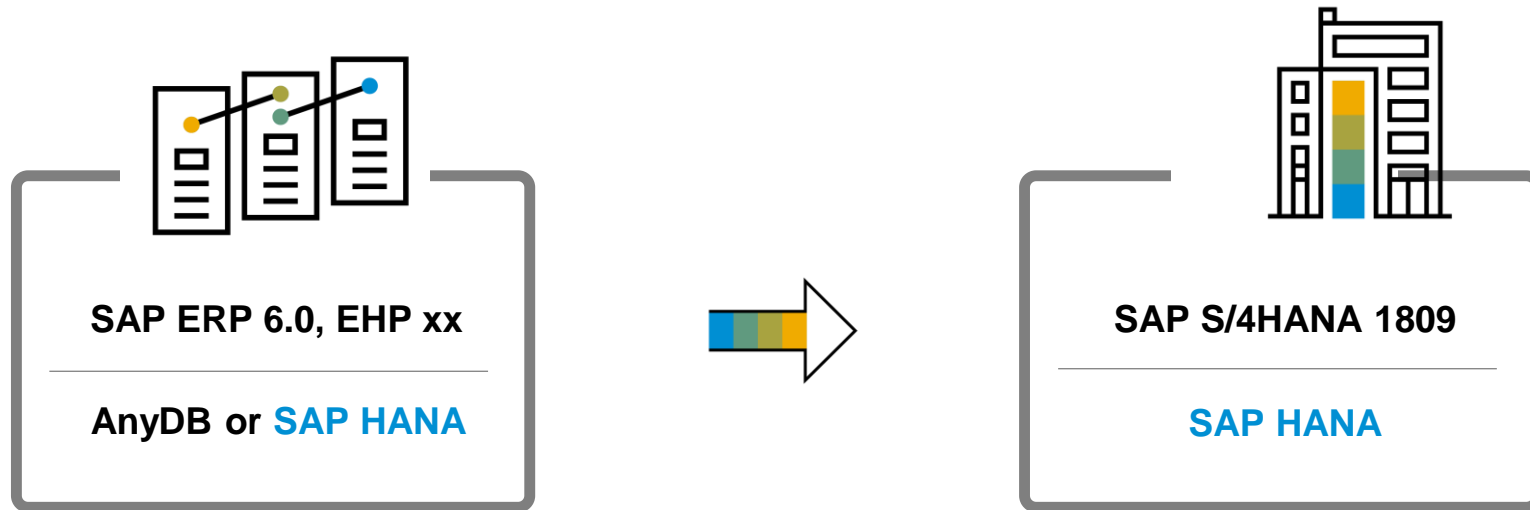 SAP ERP 6.0, EHP xx
AnyDB or SAP HANA
SAP S/4HANA 1809
SAP HANA